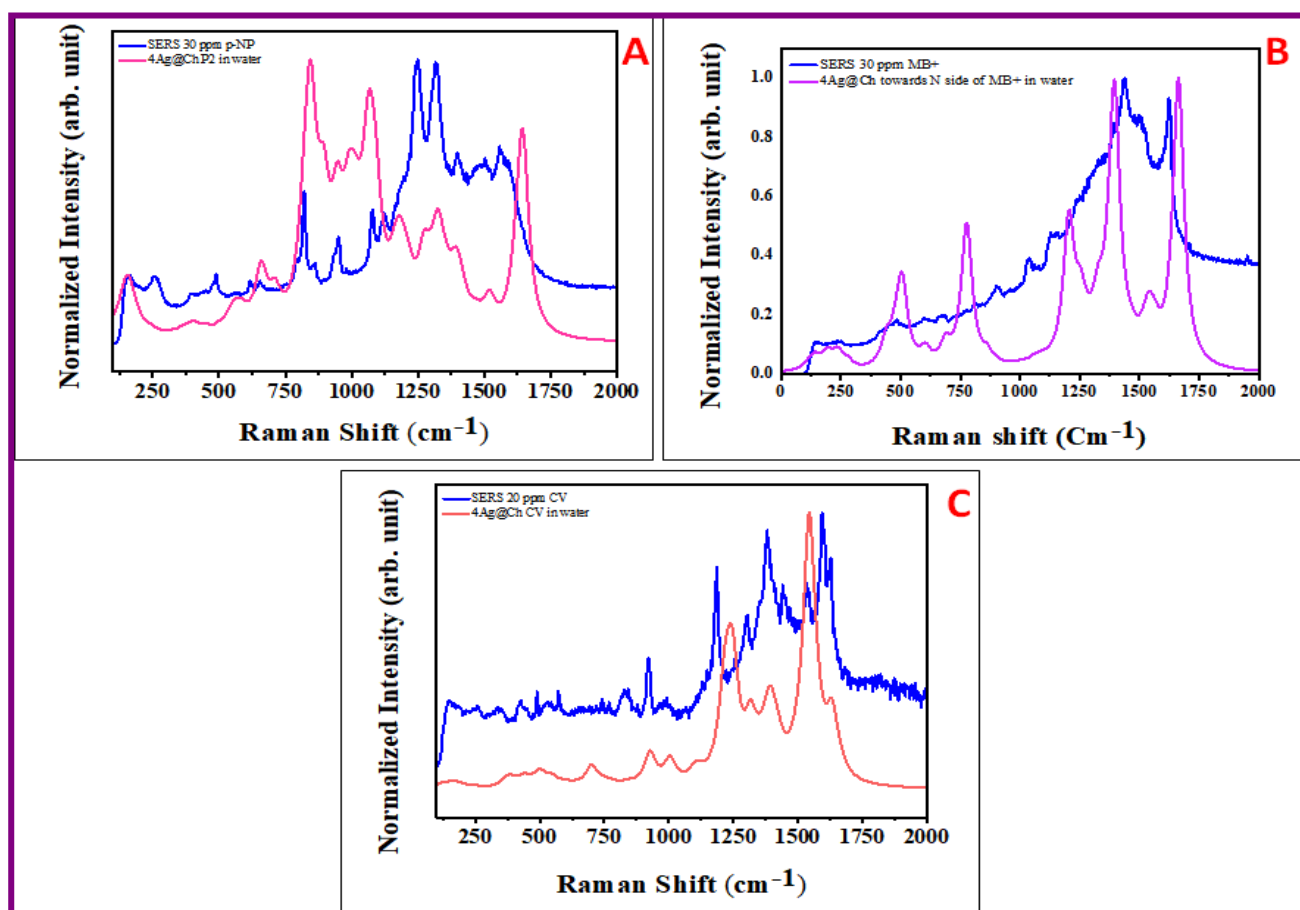 A
SERS 30 ppm p-NP
4Ag@Ch P2 in water
Normalized Intensity (arb. unit)
250 500 750 1000 1250 1500 1750 2000
Raman Shift (cm⁻¹)
B
SERS 30 ppm MB+
4Ag@Ch towards N side of MB+ in water
Normalized Intensity (arb. unit)
1.0
0.8
0.6
0.4
0.2
0.0
0 250 500 750 1000 1250 1500 1750 2000
Raman shift (Cm⁻¹)
C
SERS 20 ppm CV
4Ag@Ch CV in water
Normalized Intensity (arb. unit)
250 500 750 1000 1250 1500 1750 2000
Raman Shift (cm⁻¹)